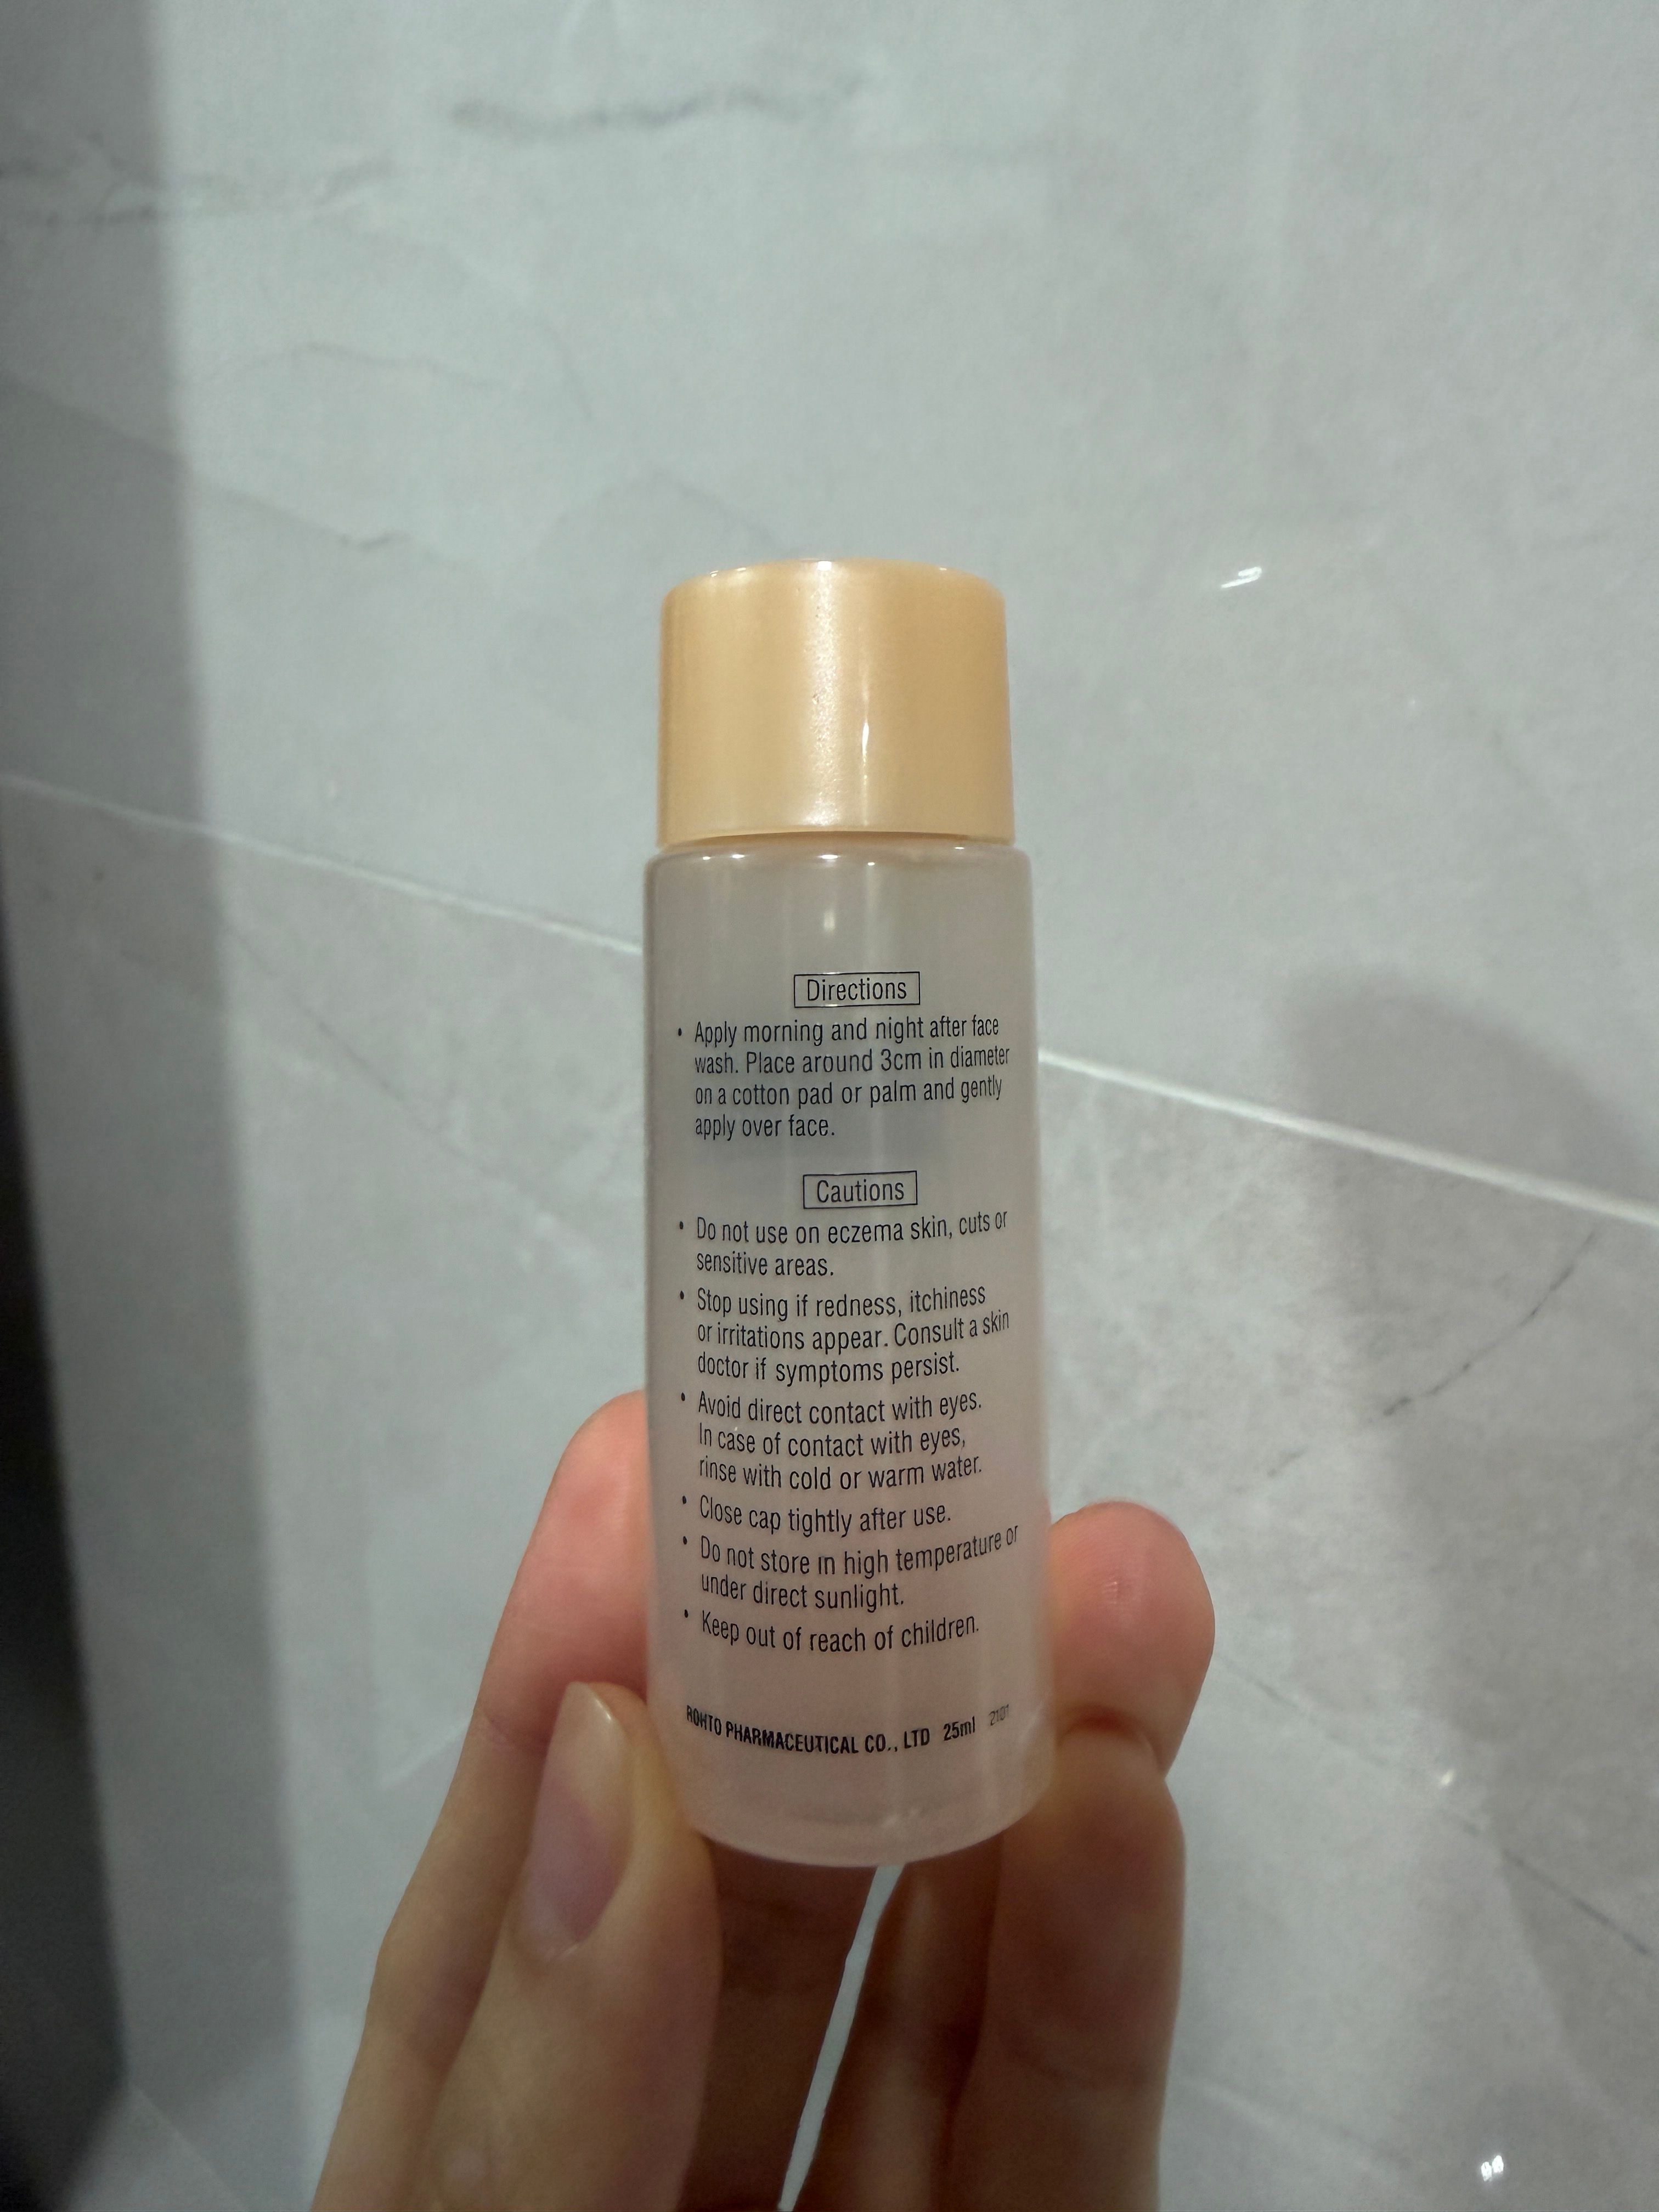 Directions
• Apply morning and night after face
wash. Place around 3cm in diameter
on a cotton pad or palm and gently
apply over face.
Cautions
• Do not use on eczema skin, cuts or
sensitive areas.
• Stop using if redness, itchiness
or irritations appear. Consult a skin
doctor if symptoms persist.
• Avoid direct contact with eyes.
In case of contact with eyes,
rinse with cold or warm water.
• Close cap tightly after use.
• Do not store in high temperature or
under direct sunlight.
• Keep out of reach of children.
ROHTO PHARMACEUTICAL CO., LTD 25ml 2101